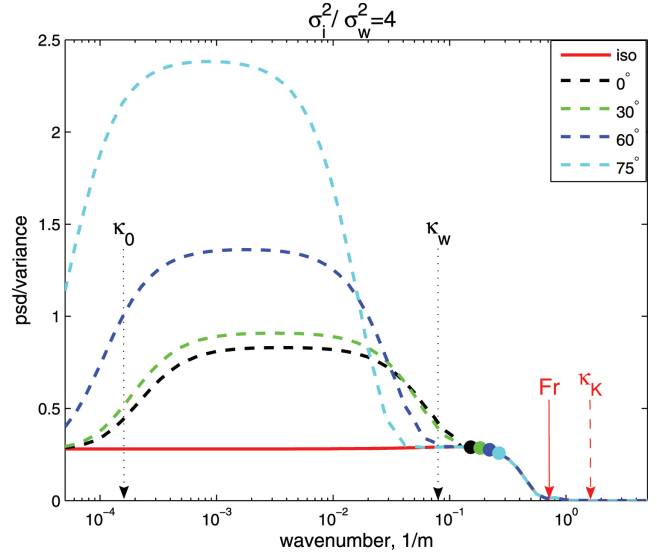 σ_i^2/ σ_w^2=4
2.5
2
1.5
1
0.5
0
psd/variance
iso
0°
30°
60°
75°
κ_0
κ_w
Fr
κ_K
10^-4
10^-3
10^-2
10^-1
10^0
wavenumber, 1/m